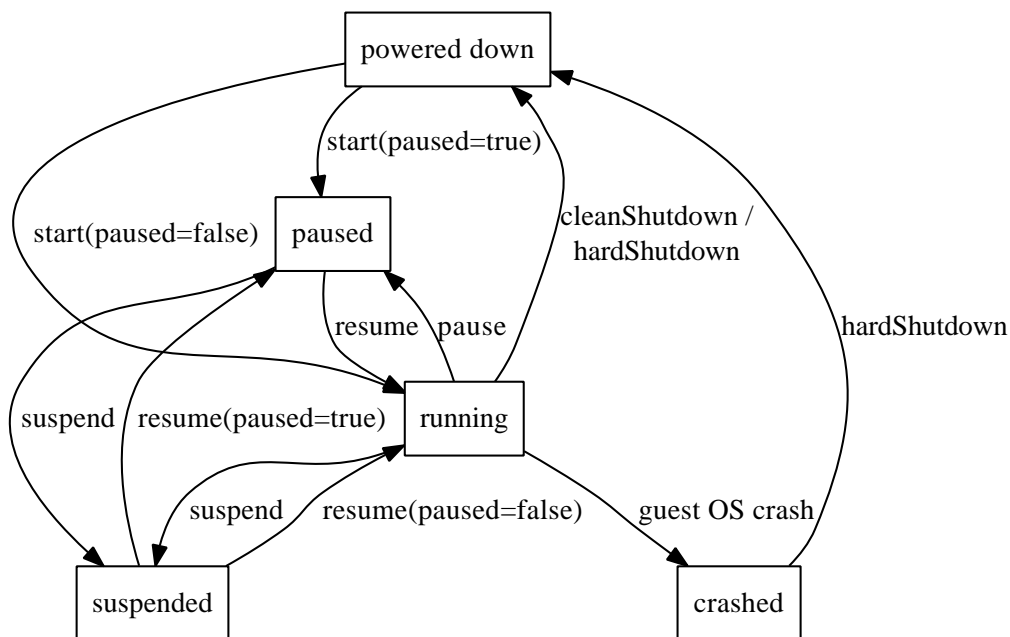 powered down
start(paused=true)
cleanShutdown /
hardShutdown
start(paused=false)
paused
resume
pause
hardShutdown
suspend
resume(paused=true)
running
suspend
resume(paused=false)
guest OS crash
suspended
crashed